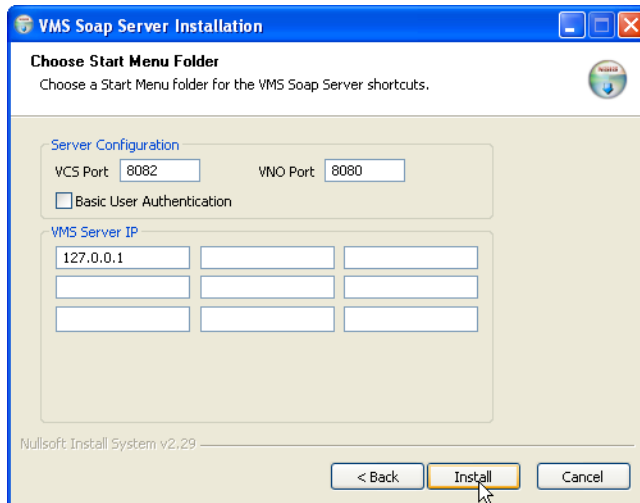 VMS Soap Server Installation
Choose Start Menu Folder
Choose a Start Menu folder for the VMS Soap Server shortcuts.
Server Configuration
VCS Port 8082 VNO Port 8080
Basic User Authentication
VMS Server IP
127.0.0.1
Nullsoft Install System v2.29
< Back Install Cancel